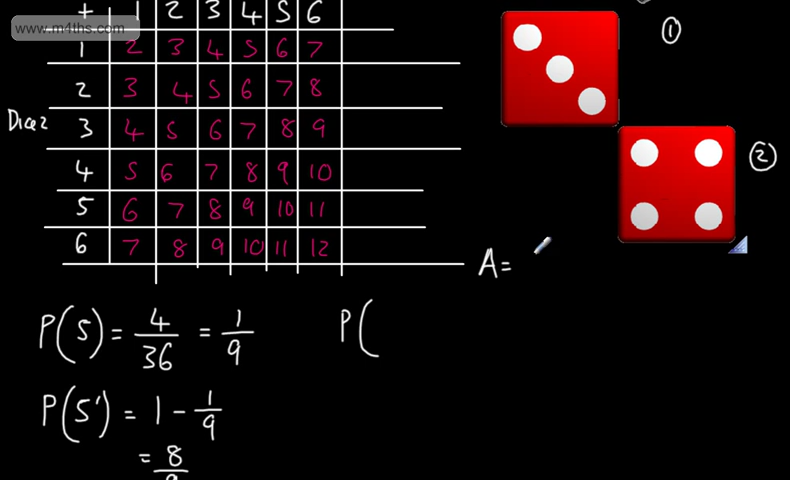 www.m4ths.com
+ 1 2 3 4 5 6
1 2 3 4 5 6 7
2 3 4 5 6 7 8
Dice 2 3 4 5 6 7 8 9
4 5 6 7 8 9 10
5 6 7 8 9 10 11
6 7 8 9 10 11 12
①
②
A=
P(5) = 4/36 = 1/9
P(
P(5') = 1 - 1/9
= 8/9